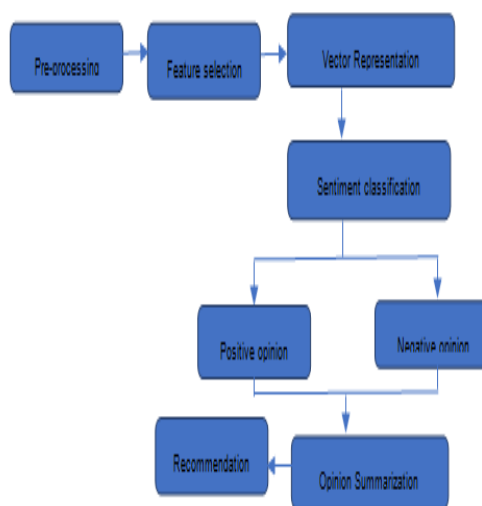 Pre-processing
Feature selection
Vector Representation
Sentiment classification
Positive opinion
Negative opinion
Recommendation
Opinion Summarization